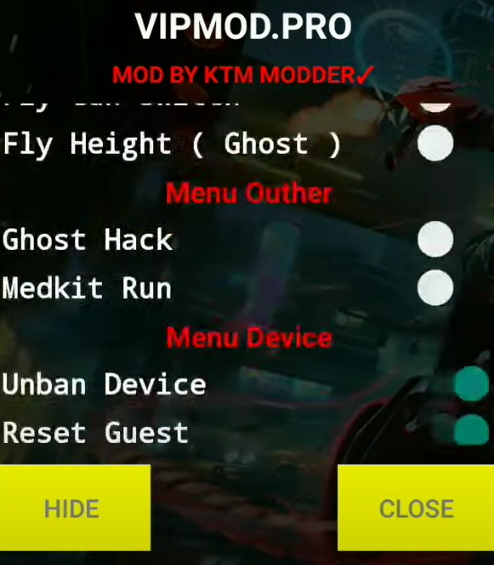 VIPMOD.PRO
MOD BY KTM MODDER✓
Fly Height ( Ghost )
Menu Outher
Ghost Hack
Medkit Run
Menu Device
Unban Device
Reset Guest
HIDE
CLOSE